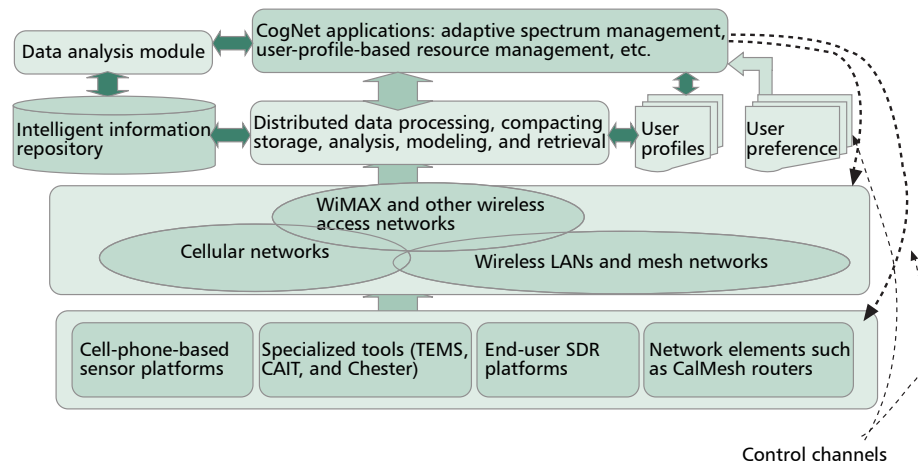 CogNet applications: adaptive spectrum management,
user-profile-based resource management, etc.
Data analysis module
Intelligent information
repository
Distributed data processing, compacting
storage, analysis, modeling, and retrieval
User
profiles
User
preference
WiMAX and other wireless
access networks
Cellular networks
Wireless LANs and mesh networks
Cell-phone-based
sensor platforms
Specialized tools (TEMS,
CAIT, and Chester)
End-user SDR
platforms
Network elements such
as CalMesh routers
Control channels